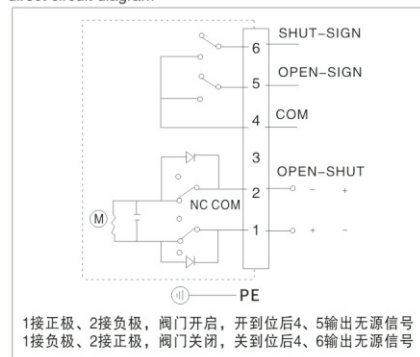 direct circuit diagram
6 SHUT-SIGN
5 OPEN-SIGN
4 COM
3
OPEN-SHUT
2 - +
NC COM
M
1 + -
PE
1接正极、2接负极，阀门开启，开到位后4、5输出无源信号
1接负极、2接正极，阀门关闭，关到位后4、6输出无源信号